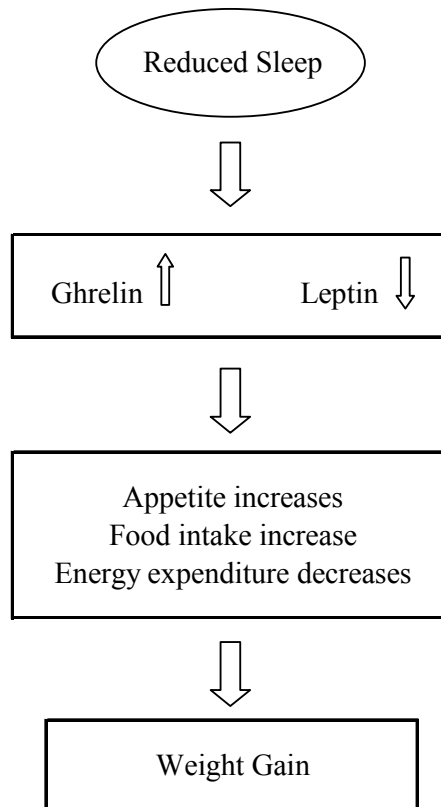 Reduced Sleep
Ghrelin Leptin
Appetite increases
Food intake increase
Energy expenditure decreases
Weight Gain